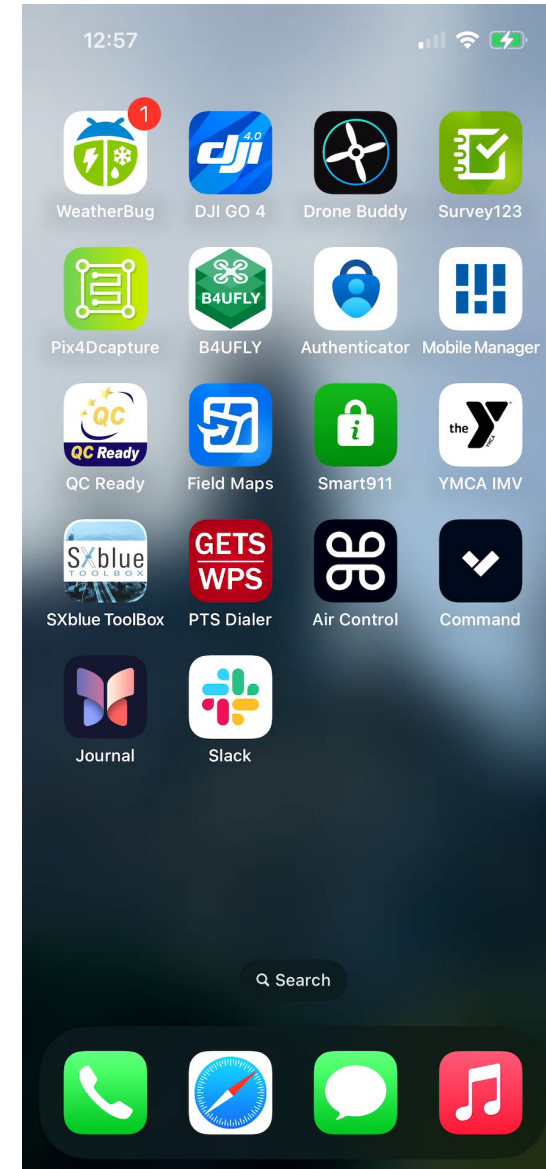 12:57
1
4.0
dji
WeatherBug
DJI GO 4
Drone Buddy
Survey123
B4UFLY
Pix4Dcapture
B4UFLY
Authenticator
Mobile Manager
QC
QC Ready
i
the
YMCA
QC Ready
Field Maps
Smart911
YMCA IMV
SXblue
TOOLBOX
GETS
WPS
SXblue ToolBox
PTS Dialer
Air Control
Command
Journal
Slack
Search